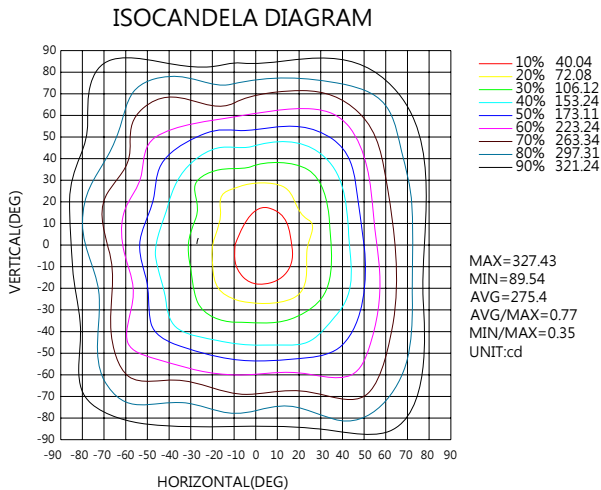 ISOCANDELA DIAGRAM
90
80
70
60
50
40
30
20
10
0
-10
-20
-30
-40
-50
-60
-70
-80
-90
VERTICAL(DEG)
-90 -80 -70 -60 -50 -40 -30 -20 -10 0 10 20 30 40 50 60 70 80 90
HORIZONTAL(DEG)
10% 40.04
20% 72.08
30% 106.12
40% 153.24
50% 173.11
60% 223.24
70% 263.34
80% 297.31
90% 321.24
MAX=327.43
MIN=89.54
AVG=275.4
AVG/MAX=0.77
MIN/MAX=0.35
UNIT:cd